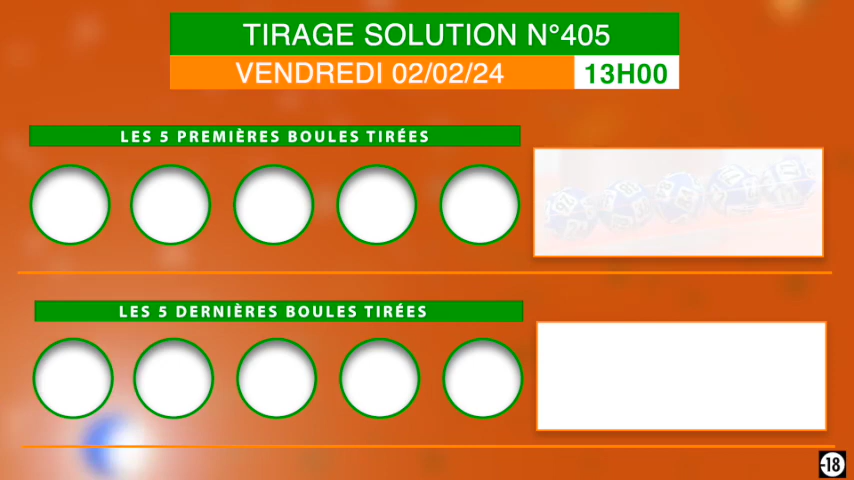 TIRAGE SOLUTION N°405
VENDREDI 02/02/24 13H00
LES 5 PREMIÈRES BOULES TIRÉES
LES 5 DERNIÈRES BOULES TIRÉES
-18